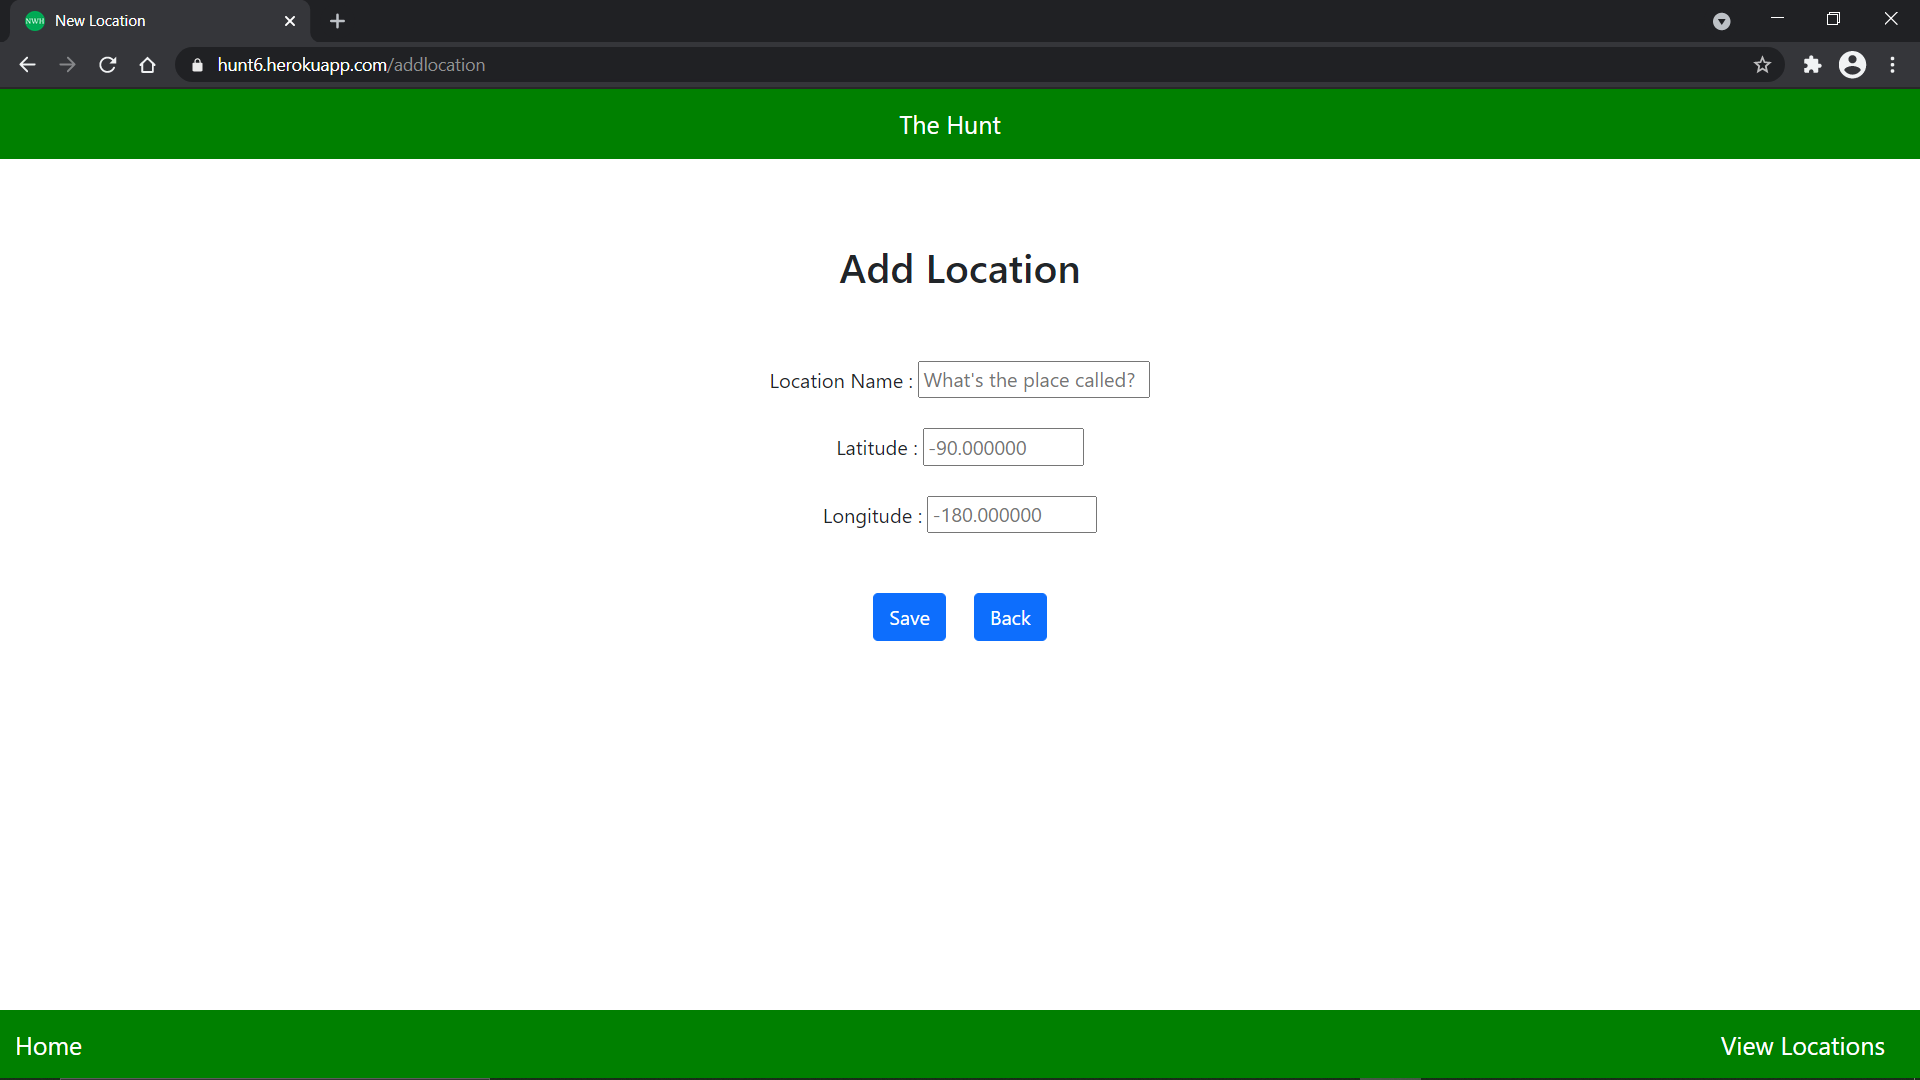 NWH New Location
hunt6.herokuapp.com/addlocation
The Hunt
Add Location
Location Name : What's the place called?
Latitude : -90.000000
Longitude : -180.000000
Save Back
Home View Locations